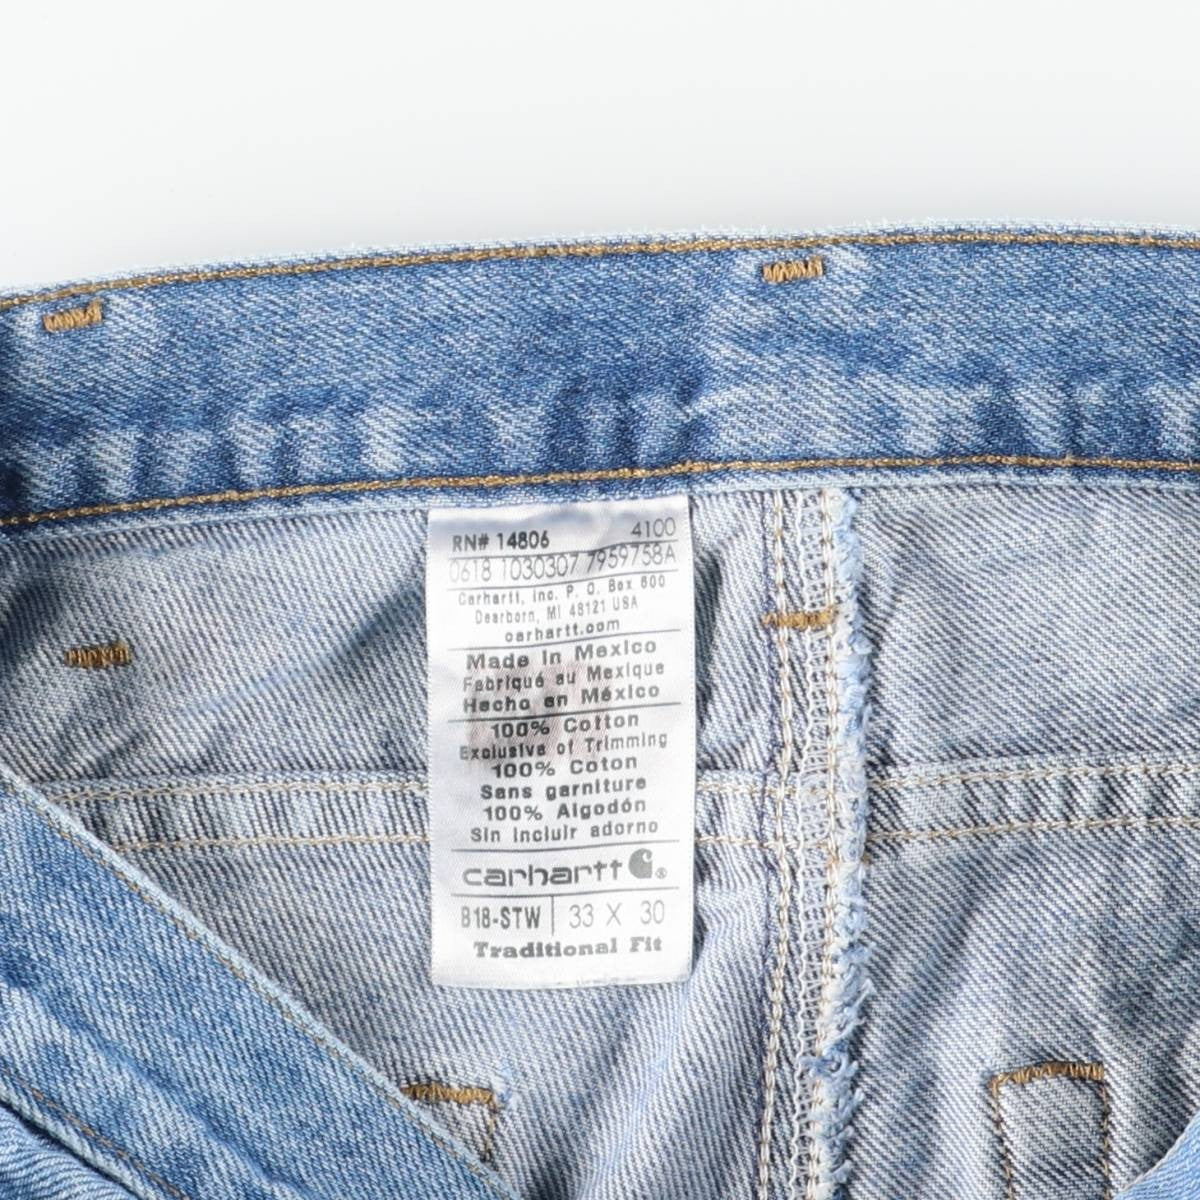 RN# 14806 4100
0618 1030307 7959758A
Carhartt, Inc. P. O. Box 600
Dearborn, MI 48121 USA
carhartt.com
Made in Mexico
Fabriqué au Mexique
Hecho en México
100% Cotton
Exclusive of Trimming
100% Coton
Sans garniture
100% Algodón
Sin incluir adorno
carhartt ®
B18-STW 33 X 30
Traditional Fit